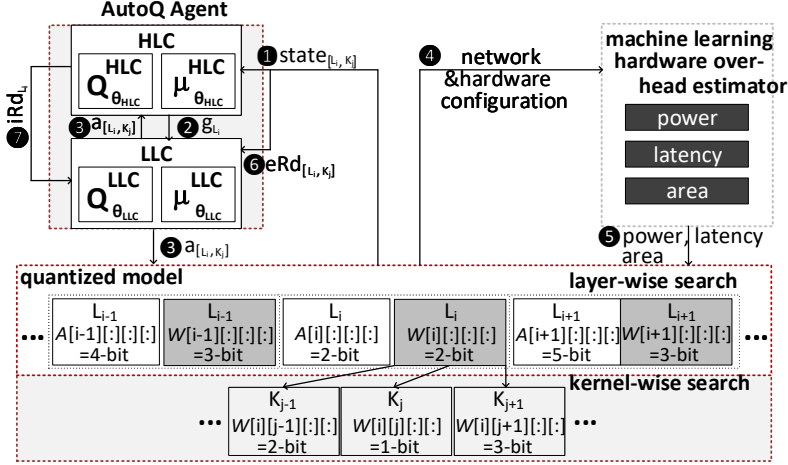 AutoQ Agent
HLC
Q HLC θHLC
μ HLC θHLC
❶ state[Li, Kj]
❹ network
&hardware
configuration
machine learning
hardware over-
head estimator
power
latency
area
❼ iRdLi
❸ a[Li, Kj]
❷ gLi
LLC
Q LLC θLLC
μ LLC θLLC
❻ eRd[Li, Kj]
❸ a[Li, Kj]
❺ power, latency
area
quantized model
layer-wise search
Li-1
A[i-1][:][:][:]
=4-bit
Li-1
W[i-1][:][:][:]
=3-bit
Li
A[i][:][:][:]
=2-bit
Li
W[i][:][:][:]
=2-bit
Li+1
A[i+1][:][:][:]
=5-bit
Li+1
W[i+1][:][:][:]
=3-bit
... ...
kernel-wise search
Kj-1
W[i][j-1][:][:]
=2-bit
Kj
W[i][j][:][:]
=1-bit
Kj+1
W[i][j+1][:][:]
=3-bit
... ...